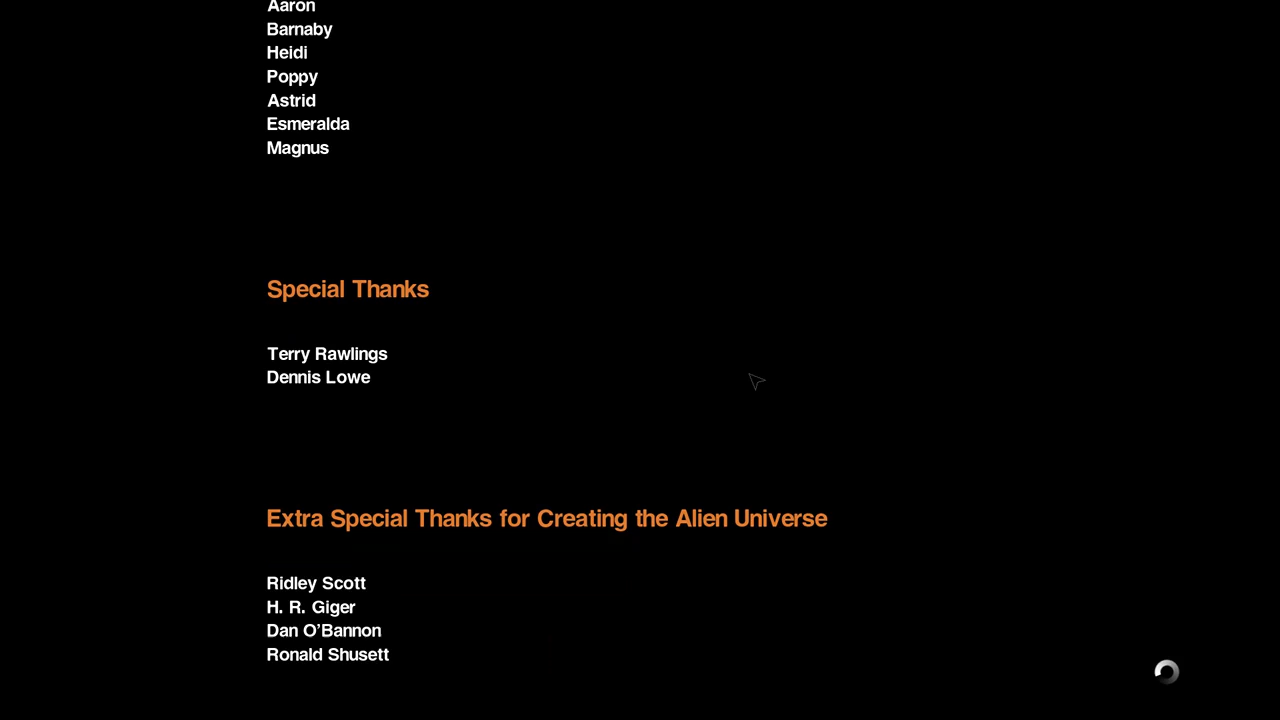 Aaron
Barnaby
Heidi
Poppy
Astrid
Esmeralda
Magnus
Special Thanks
Terry Rawlings
Dennis Lowe
Extra Special Thanks for Creating the Alien Universe
Ridley Scott
H. R. Giger
Dan O’Bannon
Ronald Shusett